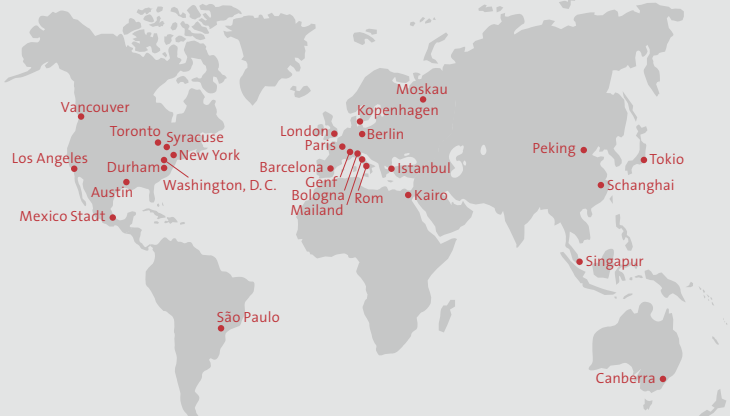 Moskau
Vancouver
Kopenhagen
Toronto
London
Berlin
Syracuse
Paris
Peking
New York
Los Angeles
Tokio
Durham
Barcelona
Istanbul
Genf
Washington, D.C.
Schanghai
Austin
Bologna
Rom
Kairo
Mailand
Mexico Stadt
Singapur
São Paulo
Canberra